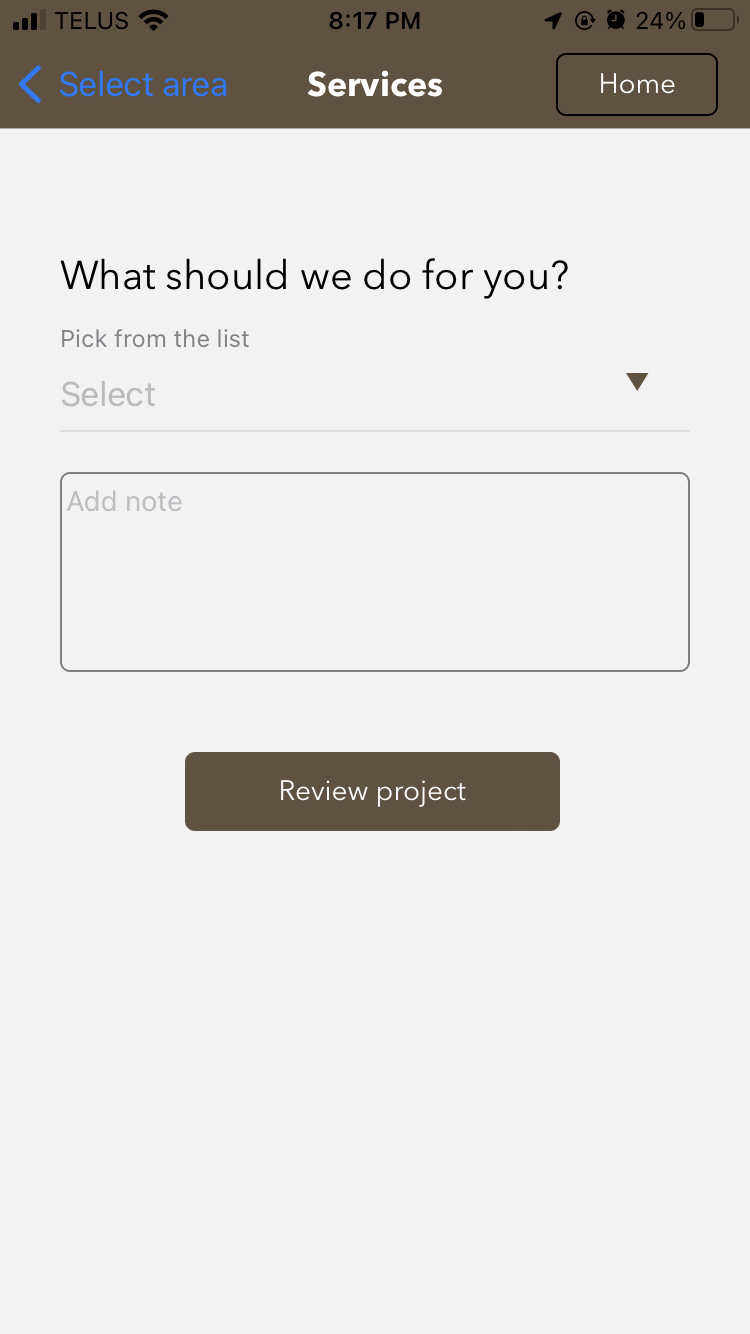 TELUS 8:17 PM 24%
Select area Services Home
What should we do for you?
Pick from the list
Select
Add note
Review project